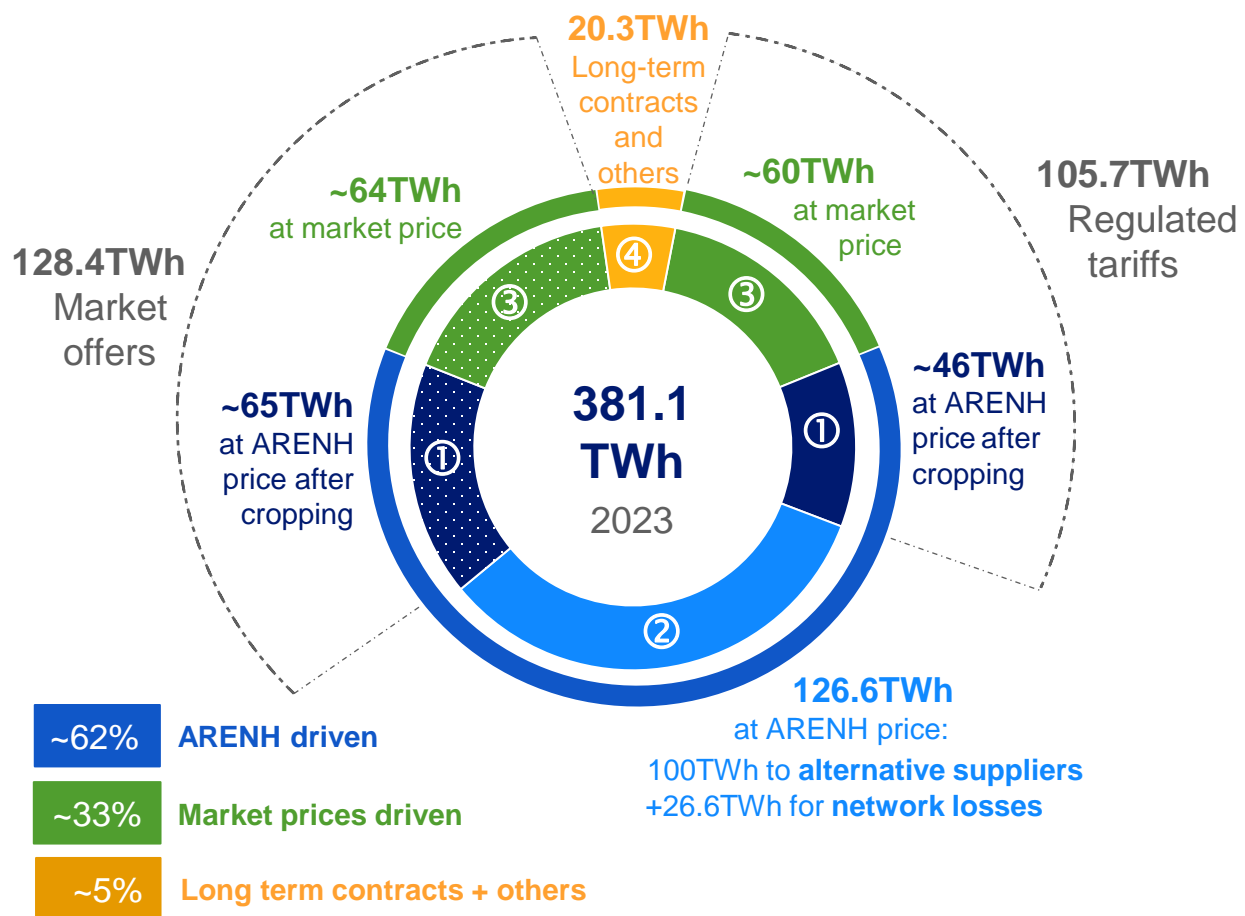 20.3TWh
Long-term
contracts
and
others
~64TWh
at market price
~60TWh
at market
price
105.7TWh
Regulated
tariffs
128.4TWh
Market
offers
④
③
③
~65TWh
at ARENH
price after
cropping
①
381.1
TWh
2023
①
~46TWh
at ARENH
price after
cropping
②
126.6TWh
at ARENH price:
100TWh to alternative suppliers
+26.6TWh for network losses
~62% ARENH driven
~33% Market prices driven
~5% Long term contracts + others